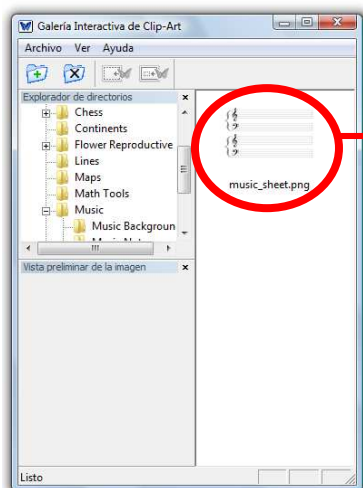 Galería Interactiva de Clip-Art
Archivo Ver Ayuda
Explorador de directorios
Chess
Continents
Flower Reproductive
Lines
Maps
Math Tools
Music
Music Backgroun
music_sheet.png
Vista preliminar de la imagen
Listo